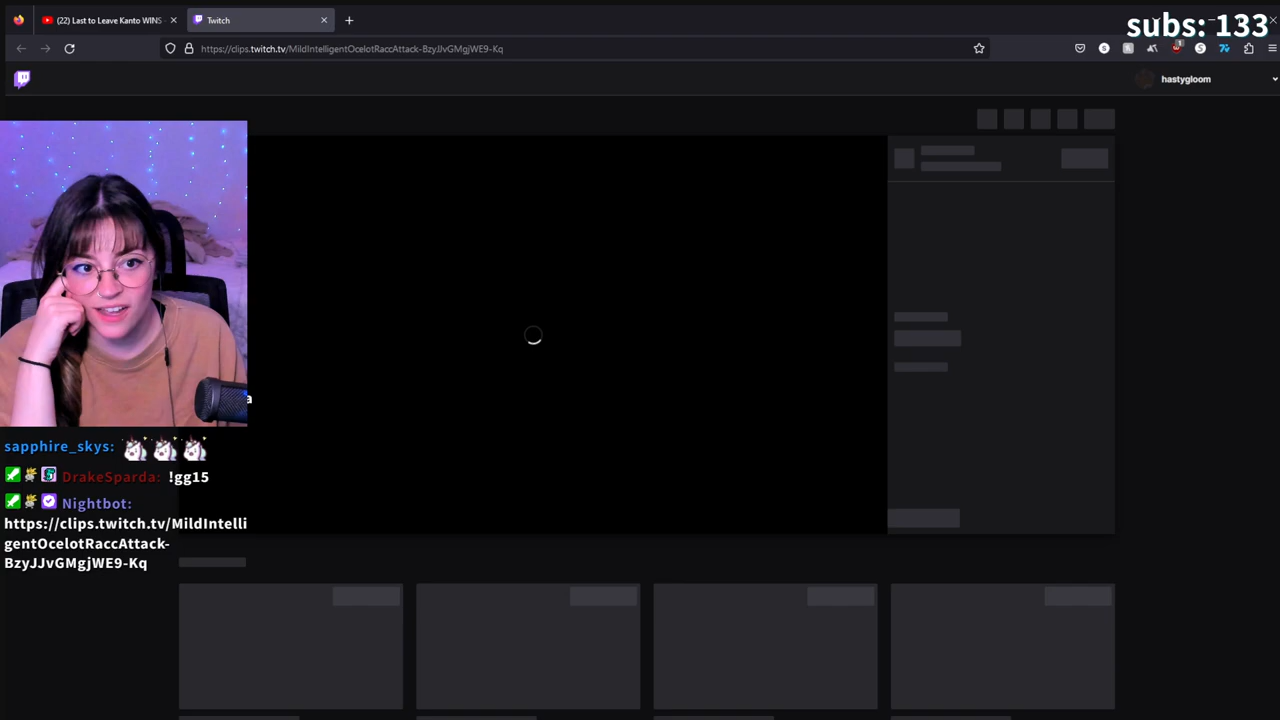 (22) Last to Leave Kanto WINS
Twitch
subs: 133
https://clips.twitch.tv/MildIntelligentOcelotRaccAttack-BzyJJvGMgjWE9-Kq
hastygloom
a
sapphire_skys:
DrakeSparda: !gg15
Nightbot:
https://clips.twitch.tv/MildIntelli
gentOcelotRaccAttack-
BzyJJvGMgjWE9-Kq